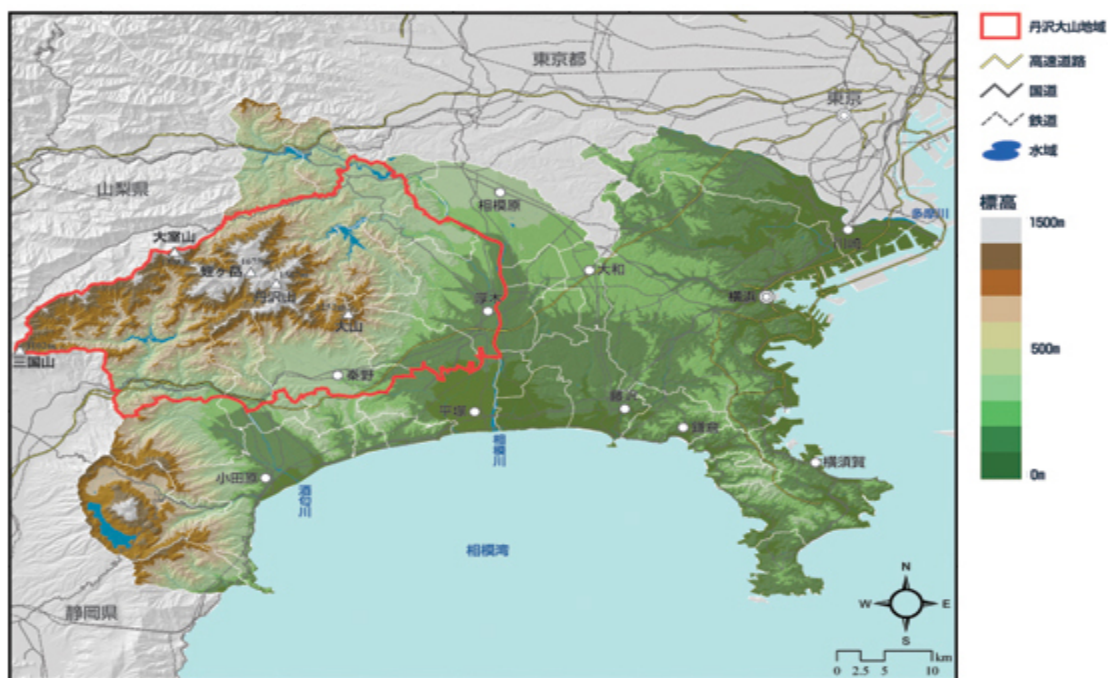 東京都
東京
山梨県
相模原
多摩川
川崎
大室山
大和
蛭ヶ岳
丹沢山
横浜
厚木
大山
三国山
秦野
平塚
藤沢
鎌倉
相模川
横須賀
小田原
酒匂川
相模湾
静岡県
N
W
E
S
0 2.5 5 10
km
丹沢大山地域
高速道路
国道
鉄道
水域
標高
1500m
500m
0m